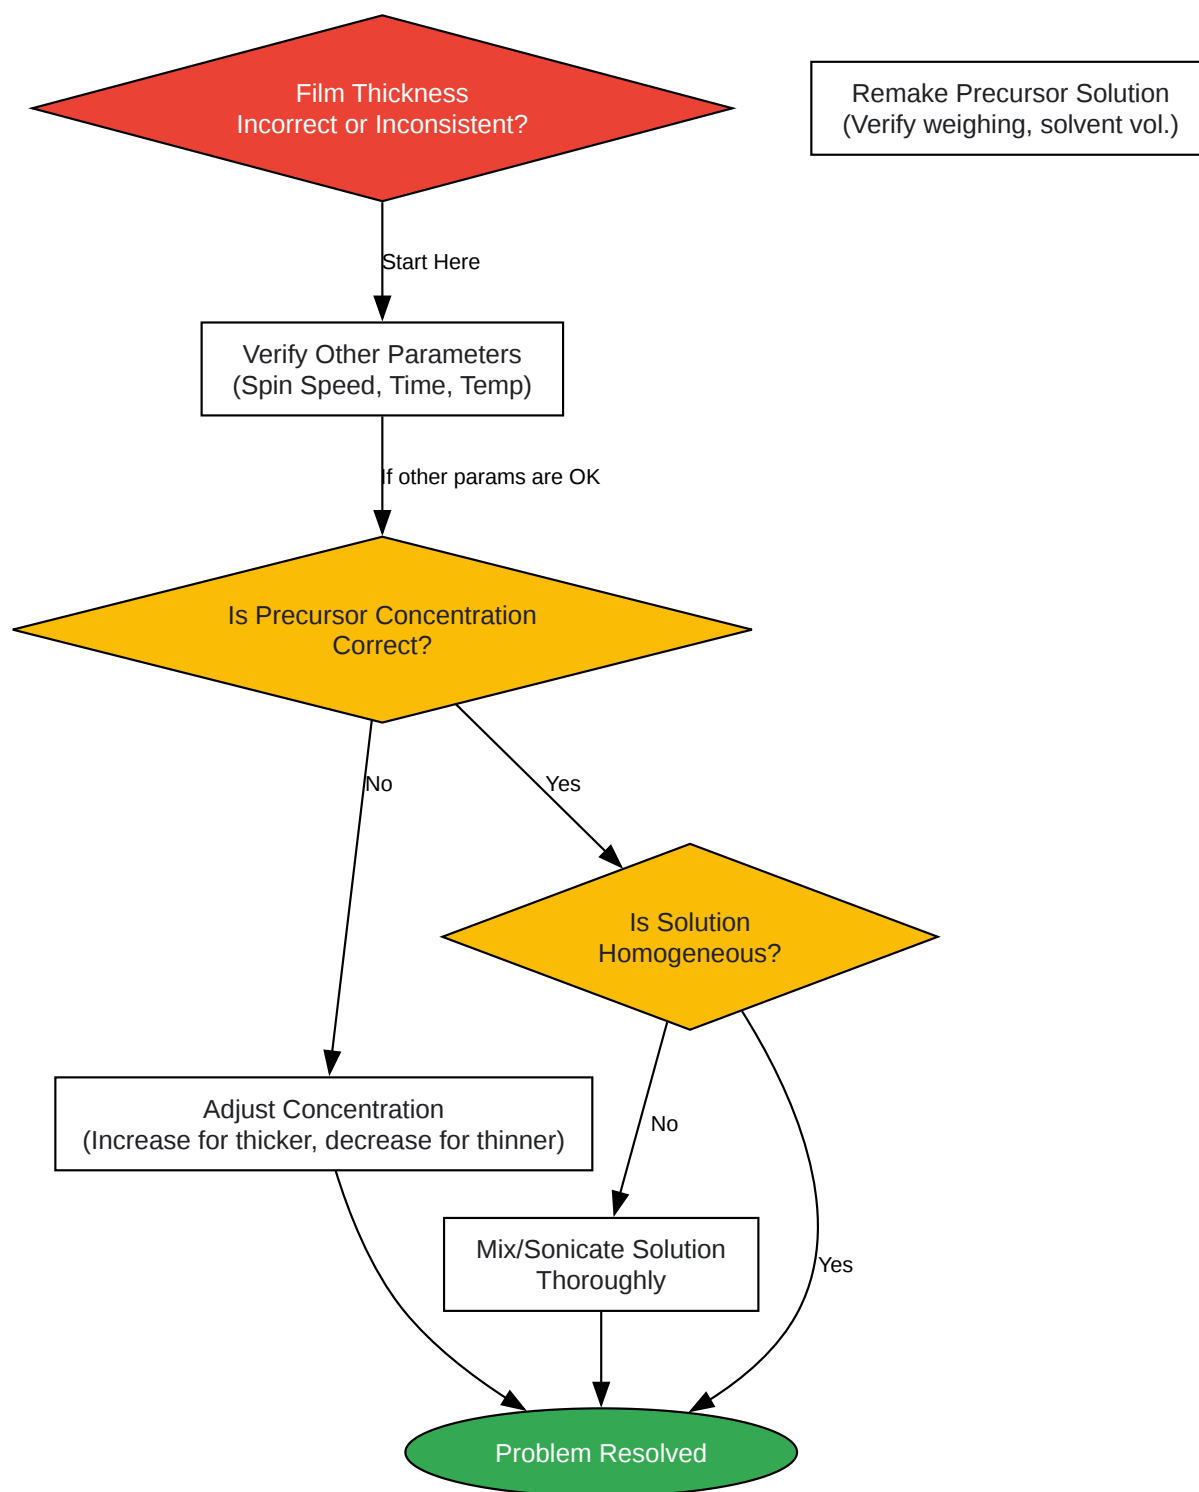 Film Thickness
Incorrect or Inconsistent?
Remake Precursor Solution
(Verify weighing, solvent vol.)
Start Here
Verify Other Parameters
(Spin Speed, Time, Temp)
If other params are OK
Is Precursor Concentration
Correct?
No
Yes
Is Solution
Homogeneous?
Adjust Concentration
(Increase for thicker, decrease for thinner)
No
Mix/Sonicate Solution
Thoroughly
Yes
Problem Resolved